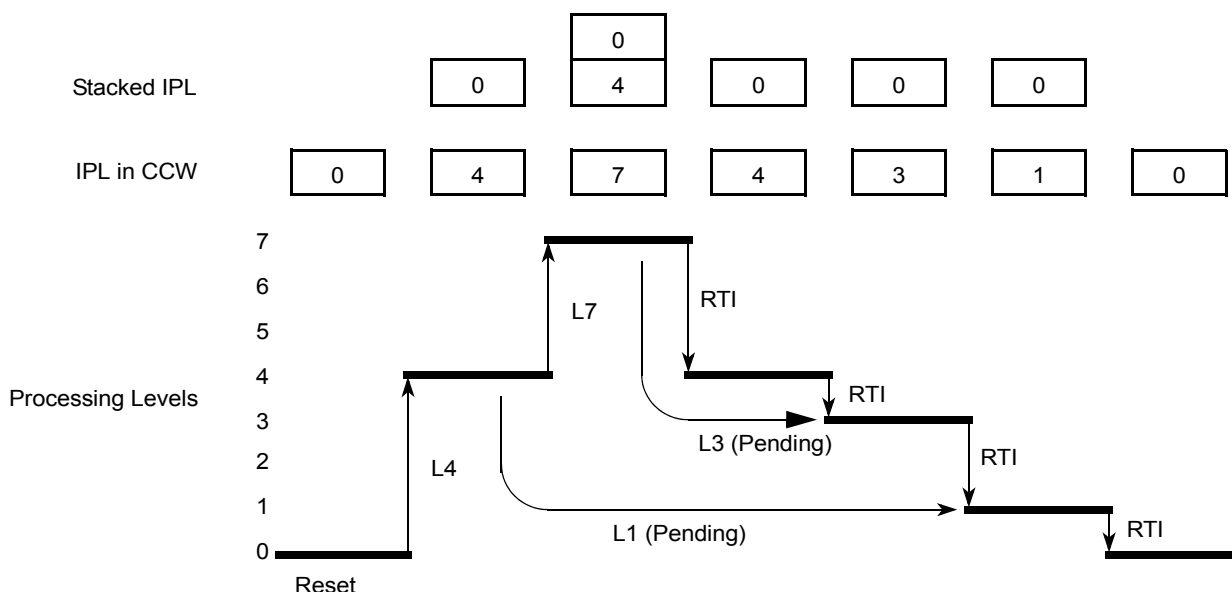 0
Stacked IPL 0 4 0 0 0
IPL in CCW 0 4 7 4 3 1 0
7
6
L7 RTI
5
Processing Levels 4
RTI
3
L3 (Pending)
2
L4 RTI
1
L1 (Pending) RTI
0
Reset